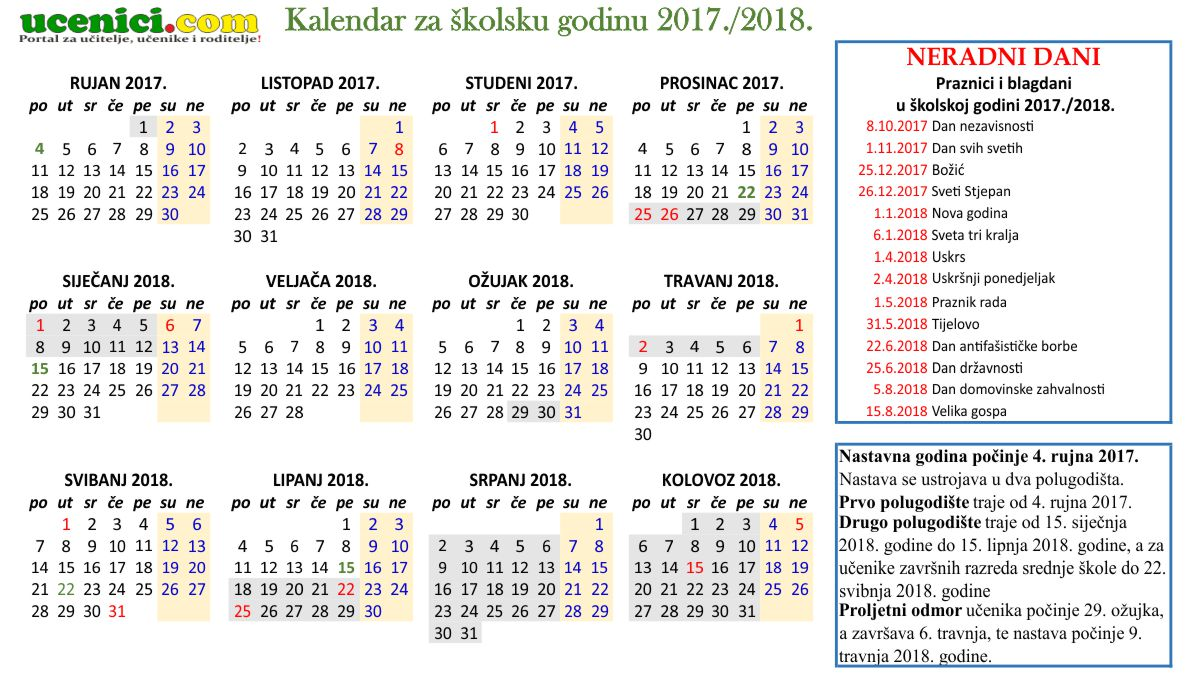 ucenici.com
Portal za učitelje, učenike i roditelje!
Kalendar za školsku godinu 2017./2018.
RUJAN 2017.
po ut sr če pe su ne
1 2 3
4 5 6 7 8 9 10
11 12 13 14 15 16 17
18 19 20 21 22 23 24
25 26 27 28 29 30
LISTOPAD 2017.
po ut sr če pe su ne
1
2 3 4 5 6 7 8
9 10 11 12 13 14 15
16 17 18 19 20 21 22
23 24 25 26 27 28 29
30 31
STUDENI 2017.
po ut sr če pe su ne
1 2 3 4 5
6 7 8 9 10 11 12
13 14 15 16 17 18 19
20 21 22 23 24 25 26
27 28 29 30
PROSINAC 2017.
po ut sr če pe su ne
1 2 3
4 5 6 7 8 9 10
11 12 13 14 15 16 17
18 19 20 21 22 23 24
25 26 27 28 29 30 31
SIJEČANJ 2018.
po ut sr če pe su ne
1 2 3 4 5 6 7
8 9 10 11 12 13 14
15 16 17 18 19 20 21
22 23 24 25 26 27 28
29 30 31
VELJAČA 2018.
po ut sr če pe su ne
1 2 3 4
5 6 7 8 9 10 11
12 13 14 15 16 17 18
19 20 21 22 23 24 25
26 27 28
OŽUJAK 2018.
po ut sr če pe su ne
1 2 3 4
5 6 7 8 9 10 11
12 13 14 15 16 17 18
19 20 21 22 23 24 25
26 27 28 29 30 31
TRAVANJ 2018.
po ut sr če pe su ne
1
2 3 4 5 6 7 8
9 10 11 12 13 14 15
16 17 18 19 20 21 22
23 24 25 26 27 28 29
30
SVIBANJ 2018.
po ut sr če pe su ne
1 2 3 4 5 6
7 8 9 10 11 12 13
14 15 16 17 18 19 20
21 22 23 24 25 26 27
28 29 30 31
LIPANJ 2018.
po ut sr če pe su ne
1 2 3
4 5 6 7 8 9 10
11 12 13 14 15 16 17
18 19 20 21 22 23 24
25 26 27 28 29 30
SRPANJ 2018.
po ut sr če pe su ne
1
2 3 4 5 6 7 8
9 10 11 12 13 14 15
16 17 18 19 20 21 22
23 24 25 26 27 28 29
30 31
KOLOVOZ 2018.
po ut sr če pe su ne
1 2 3 4 5
6 7 8 9 10 11 12
13 14 15 16 17 18 19
20 21 22 23 24 25 26
27 28 29 30 31
NERADNI DANI
Praznici i blagdani
u školskoj godini 2017./2018.
8.10.2017 Dan nezavisnosti
1.11.2017 Dan svih svetih
25.12.2017 Božić
26.12.2017 Sveti Stjepan
1.1.2018 Nova godina
6.1.2018 Sveta tri kralja
1.4.2018 Uskrs
2.4.2018 Uskršnji ponedjeljak
1.5.2018 Praznik rada
31.5.2018 Tijelovo
22.6.2018 Dan antifašističke borbe
25.6.2018 Dan državnosti
5.8.2018 Dan domovinske zahvalnosti
15.8.2018 Velika gospa
Nastavna godina počinje 4. rujna 2017.
Nastava se ustrojava u dva polugodišta.
Prvo polugodište traje od 4. rujna 2017.
Drugo polugodište traje od 15. siječnja
2018. godine do 15. lipnja 2018. godine, a za
učenike završnih razreda srednje škole do 22.
svibnja 2018. godine
Proljetni odmor učenika počinje 29. ožujka,
a završava 6. travnja, te nastava počinje 9.
travnja 2018. godine.